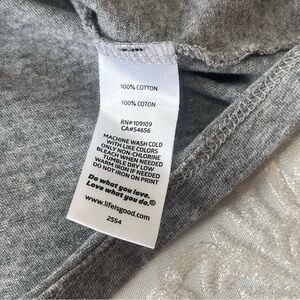 100% COTTON
100% COTON
RN#109109
CA#54656
MACHINE WASH COLD
WITH LIKE COLORS
ONLY NON-CHLORINE
BLEACH WHEN NEEDED
TUMBLE DRY LOW
WARM IRON IF NEEDED
DO NOT IRON ON PRINT
Do what you love.
Love what you do.®
www.lifeisgood.com
2554